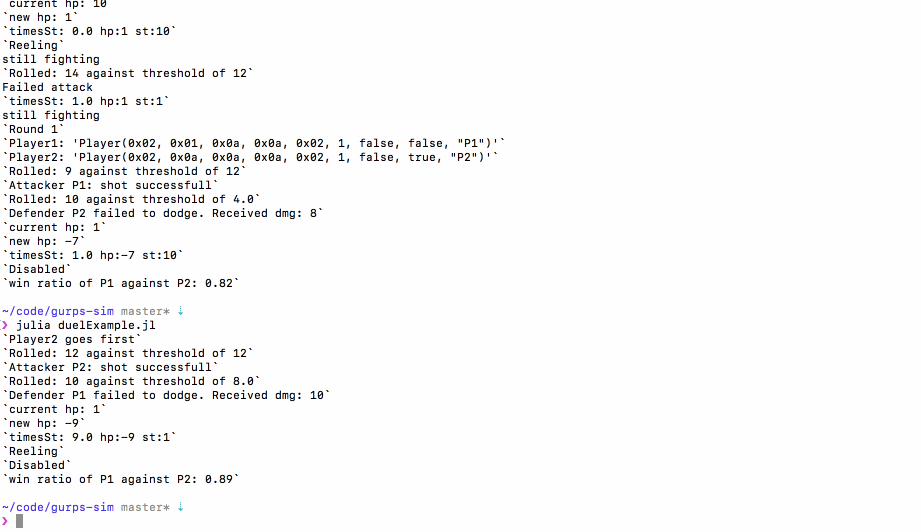 `current hp: 10`
`new hp: 1`
`timesSt: 0.0 hp:1 st:10`
`Reeling`
still fighting
`Rolled: 14 against threshold of 12`
Failed attack
`timesSt: 1.0 hp:1 st:1`
still fighting
`Round 1`
`Player1: 'Player(0x02, 0x01, 0x0a, 0x0a, 0x02, 1, false, false, "P1")'`
`Player2: 'Player(0x02, 0x0a, 0x0a, 0x0a, 0x02, 1, false, true, "P2")'`
`Rolled: 9 against threshold of 12`
`Attacker P1: shot successfull`
`Rolled: 10 against threshold of 4.0`
`Defender P2 failed to dodge. Received dmg: 8`
`current hp: 1`
`new hp: -7`
`timesSt: 1.0 hp:-7 st:10`
`Disabled`
`win ratio of P1 against P2: 0.82`
~/code/gurps-sim master* ⇣
❯ julia duelExample.jl
`Player2 goes first`
`Rolled: 12 against threshold of 12`
`Attacker P2: shot successfull`
`Rolled: 10 against threshold of 8.0`
`Defender P1 failed to dodge. Received dmg: 10`
`current hp: 1`
`new hp: -9`
`timesSt: 9.0 hp:-9 st:1`
`Reeling`
`Disabled`
`win ratio of P1 against P2: 0.89`
~/code/gurps-sim master* ⇣
❯